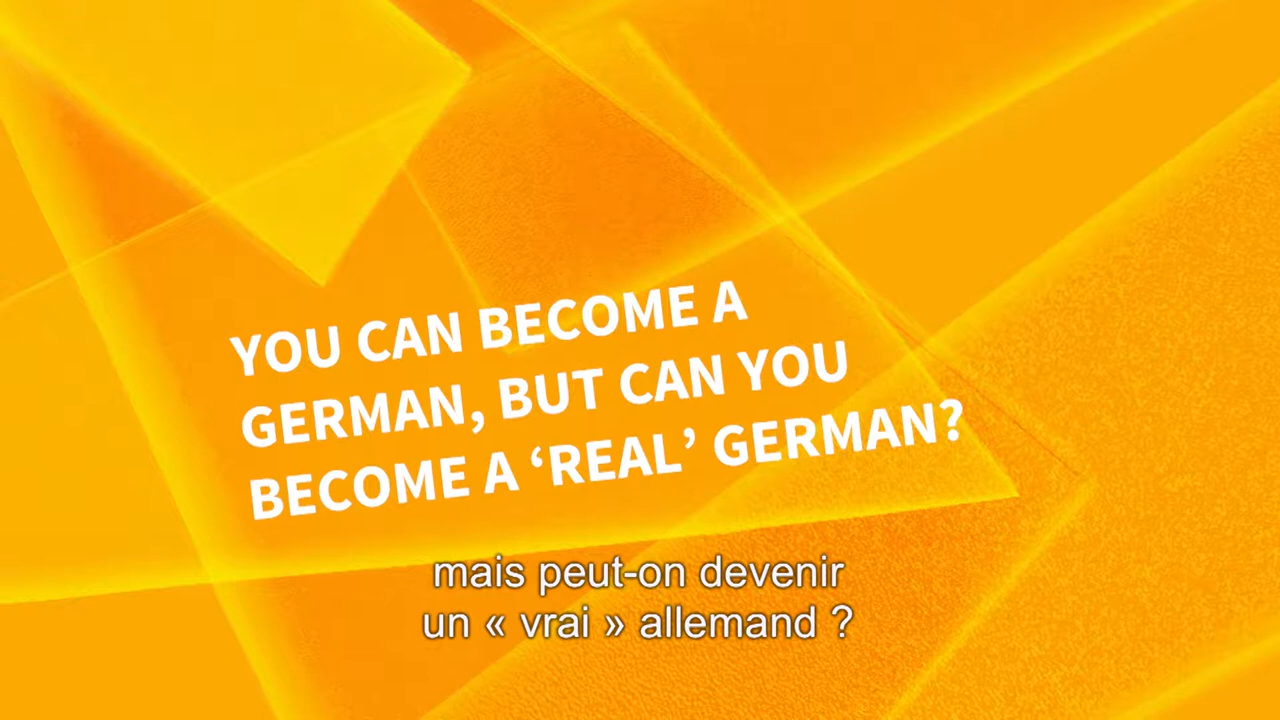 YOU CAN BECOME A
GERMAN, BUT CAN YOU
BECOME A ‘REAL’ GERMAN?
mais peut-on devenir
un « vrai » allemand ?